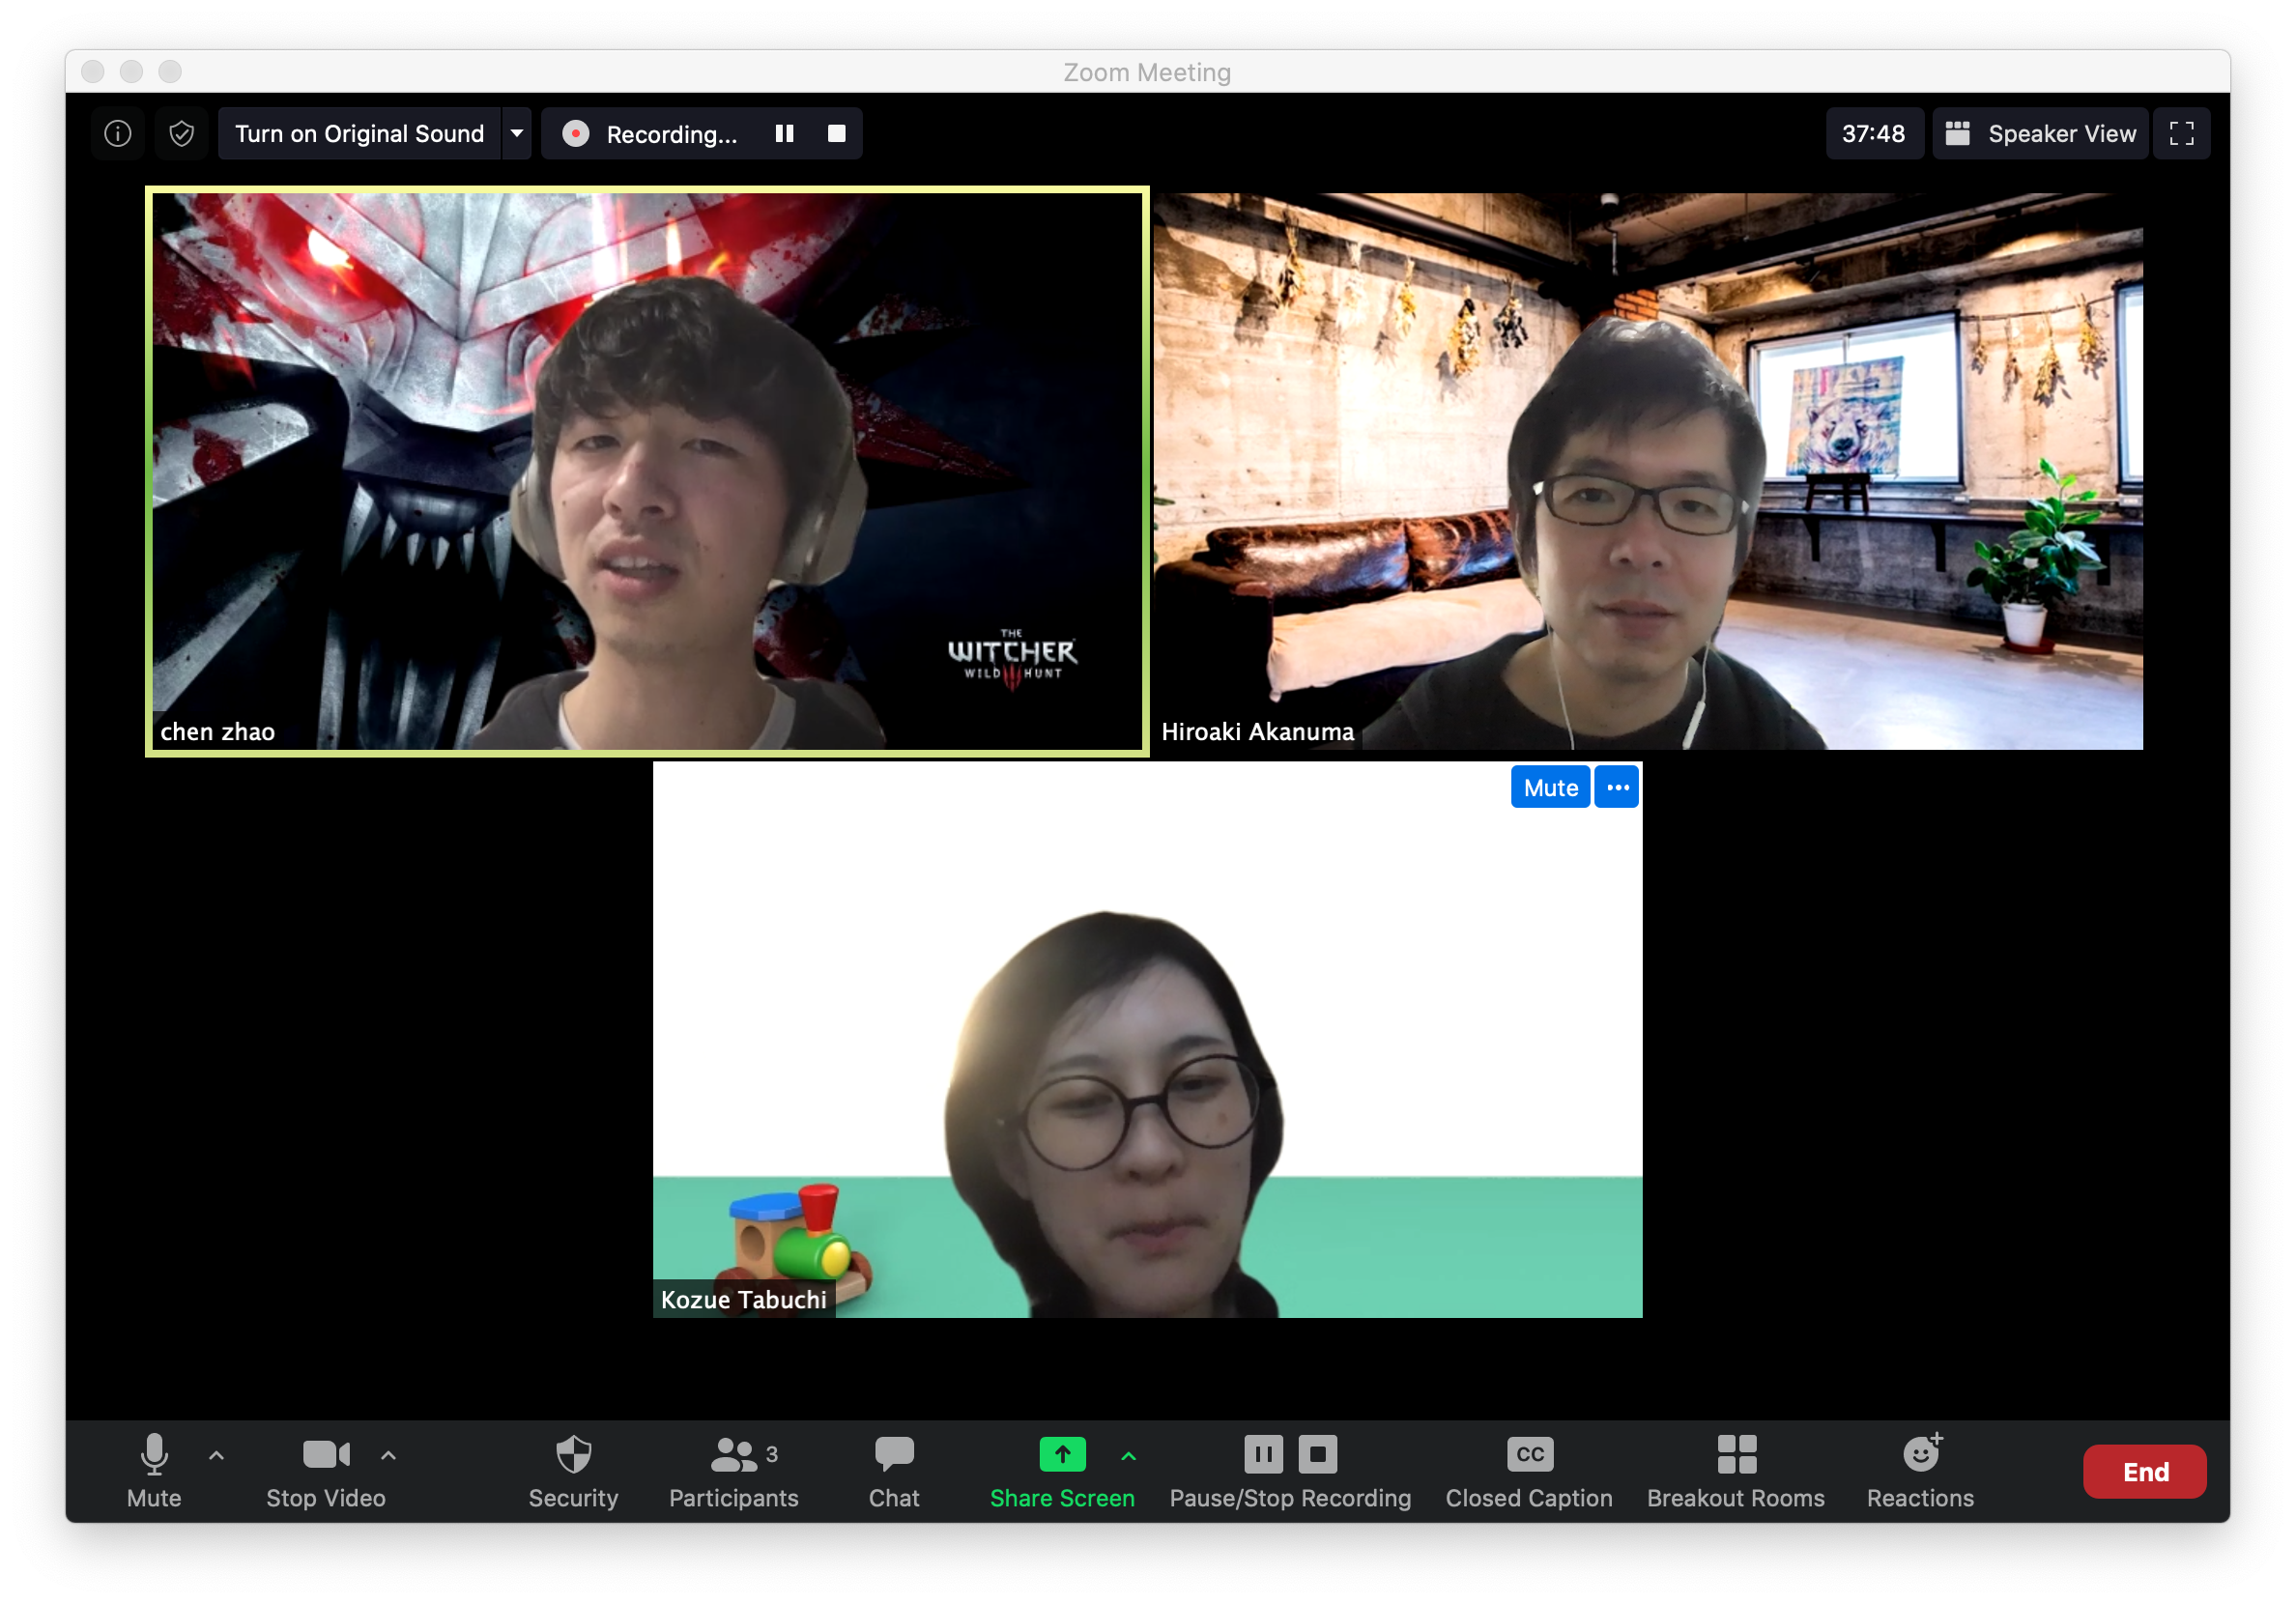 Zoom Meeting
Turn on Original Sound
Recording...
37:48
Speaker View
THE
WITCHER
WILD HUNT
chen zhao
Hiroaki Akanuma
Mute
Kozue Tabuchi
Mute
Stop Video
Security
Participants
3
Chat
Share Screen
Pause/Stop Recording
CC
Closed Caption
Breakout Rooms
Reactions
End